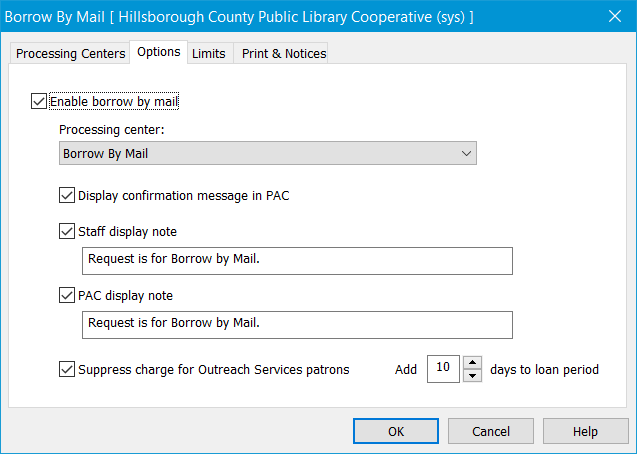 Borrow By Mail [ Hillsborough County Public Library Cooperative (sys) ]
Processing Centers Options Limits Print & Notices
Enable borrow by mail
Processing center:
Borrow By Mail
Display confirmation message in PAC
Staff display note
Request is for Borrow by Mail.
PAC display note
Request is for Borrow by Mail.
Suppress charge for Outreach Services patrons Add 10 days to loan period
OK Cancel Help